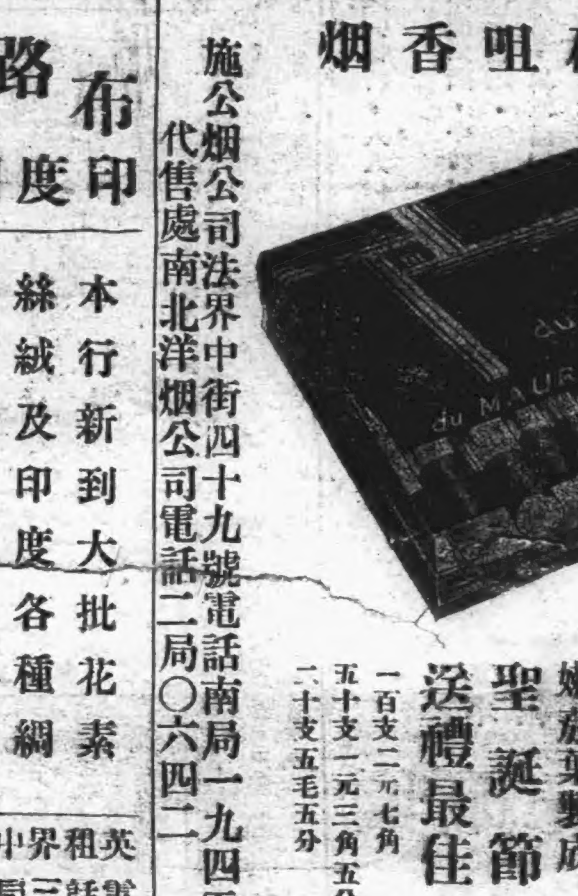 咀香烟
du MAUR
聖誕節
送禮最佳
一百支二元七角
五十支一元三角五分
二十支五毛五分
施公烟公司法界中街四十九號電話南局一九四
代售處南北洋烟公司電話二局〇六四二
布
路
印度
本行新到大批花素
絲絨及印度各種綢
英租界中